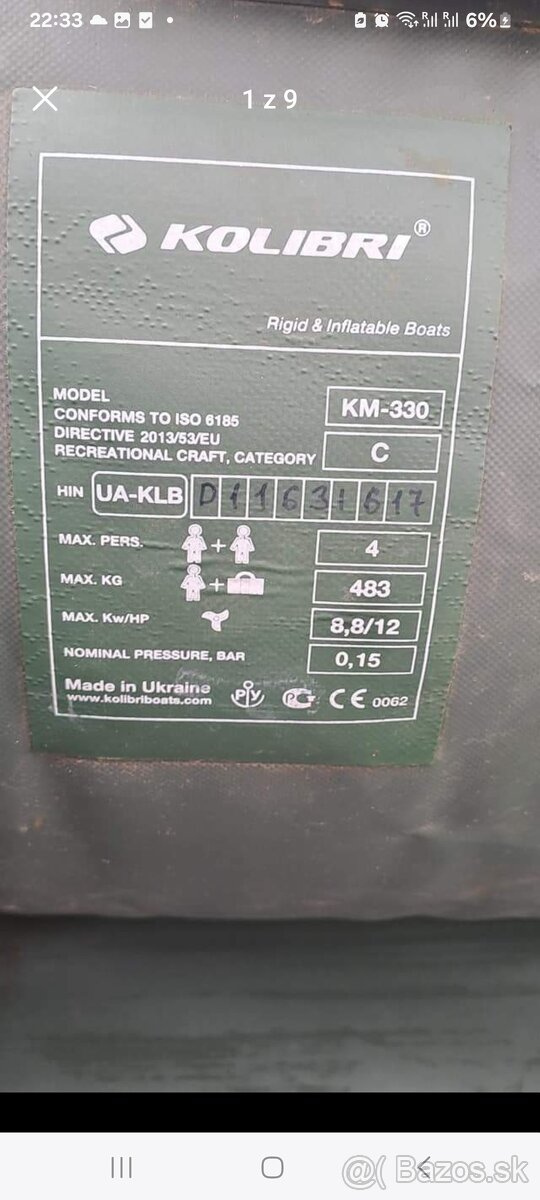 22:33
6%
1 z 9
KOLIBRI®
Rigid & Inflatable Boats
MODEL KM-330
CONFORMS TO ISO 6185
DIRECTIVE 2013/53/EU
RECREATIONAL CRAFT, CATEGORY C
HIN UA-KLB D11631617
MAX. PERS. + 4
MAX. KG + 483
MAX. Kw/HP 8,8/12
NOMINAL PRESSURE, BAR 0,15
Made in Ukraine
www.kolibriboats.com
РУ
РС
CE 0062
@( Bazos.sk